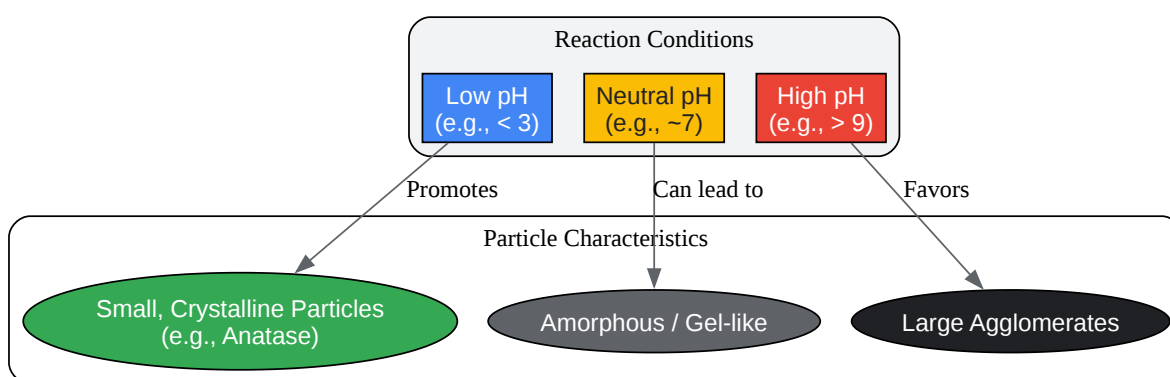 Reaction Conditions
Low pH
(e.g., < 3)
Neutral pH
(e.g., ~7)
High pH
(e.g., > 9)
Promotes
Can lead to
Favors
Particle Characteristics
Small, Crystalline Particles
(e.g., Anatase)
Amorphous / Gel-like
Large Agglomerates